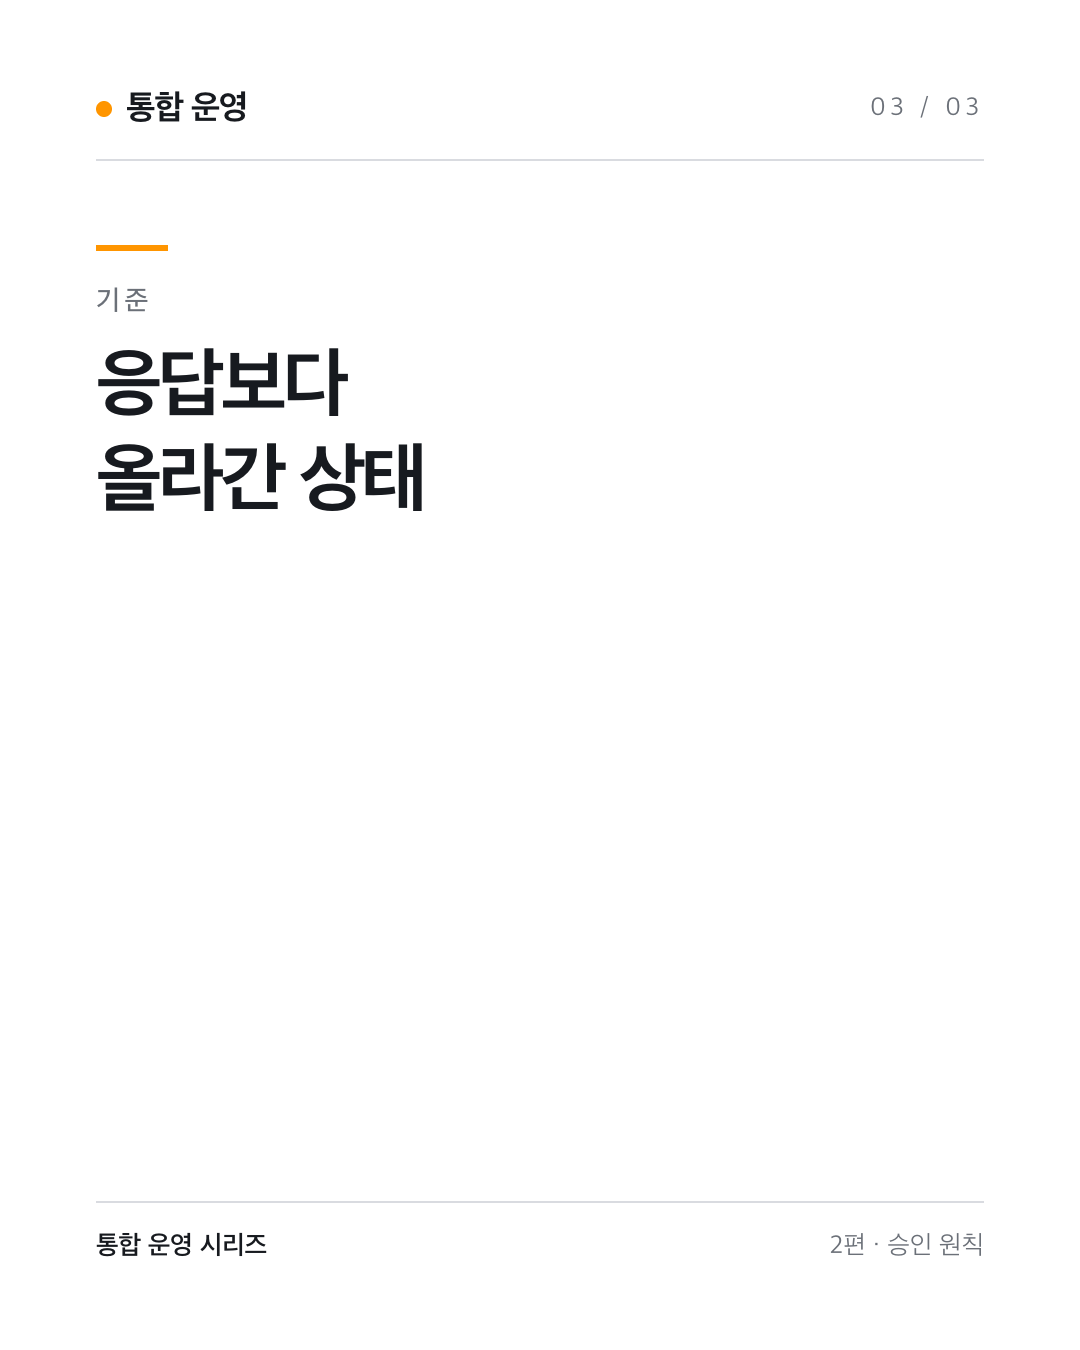 통합 운영
03 / 03
기준
응답보다
올라간 상태
통합 운영 시리즈
2편 · 승인 원칙